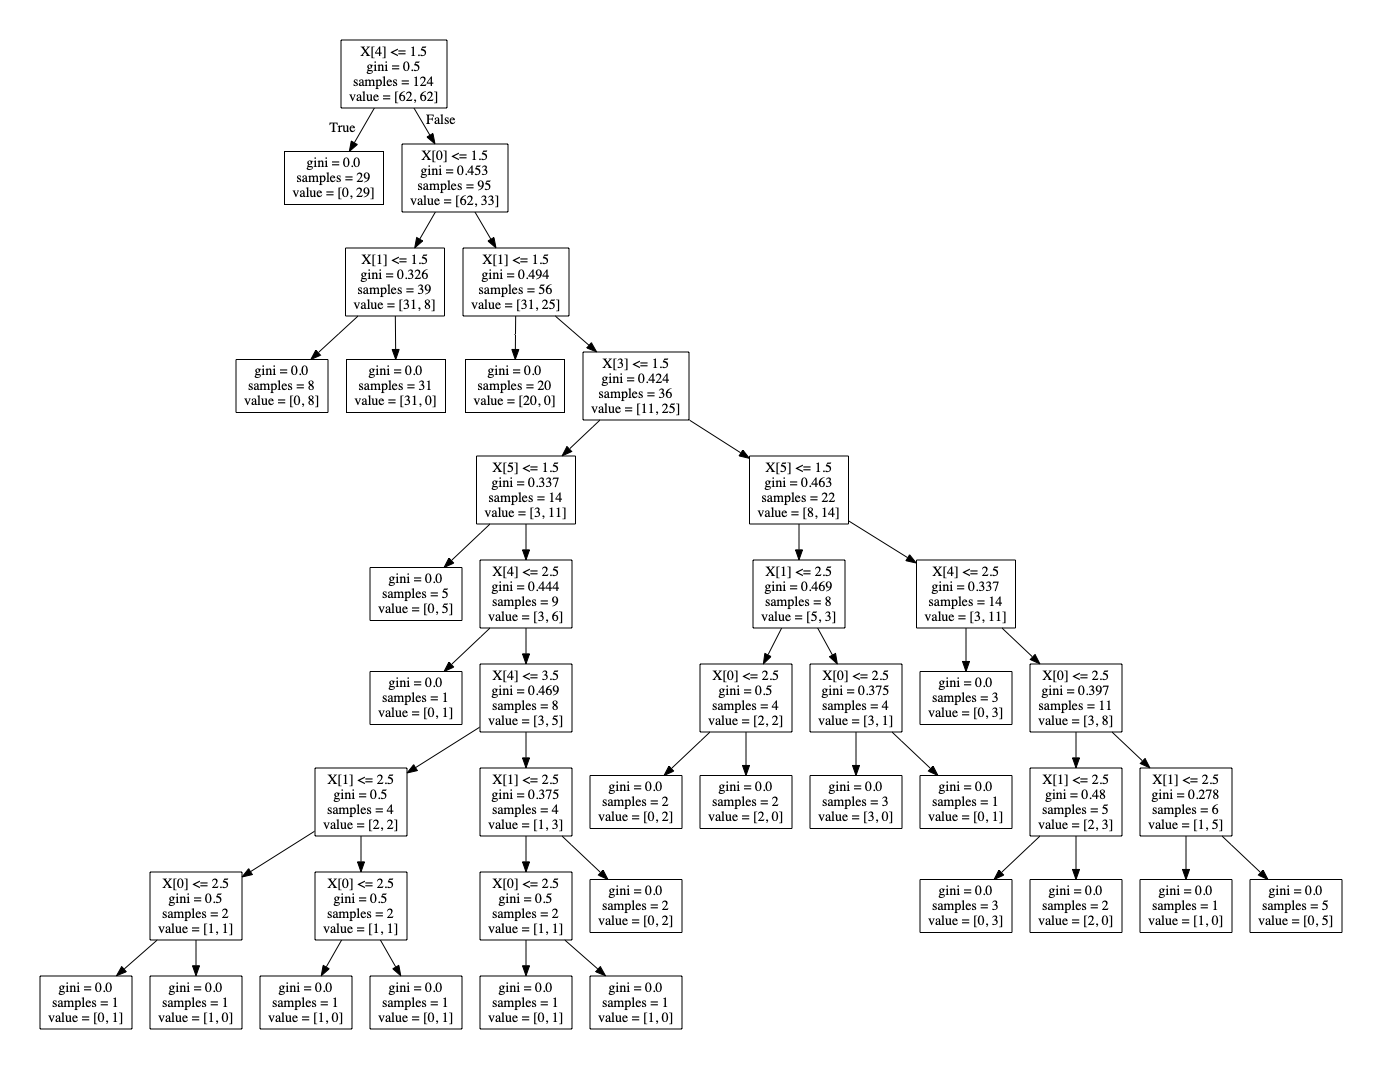 X[4] <= 1.5
gini = 0.5
samples = 124
value = [62, 62]
True
False
gini = 0.0
samples = 29
value = [0, 29]
X[0] <= 1.5
gini = 0.453
samples = 95
value = [62, 33]
X[1] <= 1.5
gini = 0.326
samples = 39
value = [31, 8]
X[1] <= 1.5
gini = 0.494
samples = 56
value = [31, 25]
gini = 0.0
samples = 8
value = [0, 8]
gini = 0.0
samples = 31
value = [31, 0]
gini = 0.0
samples = 20
value = [20, 0]
X[3] <= 1.5
gini = 0.424
samples = 36
value = [11, 25]
X[5] <= 1.5
gini = 0.337
samples = 14
value = [3, 11]
X[5] <= 1.5
gini = 0.463
samples = 22
value = [8, 14]
gini = 0.0
samples = 5
value = [0, 5]
X[4] <= 2.5
gini = 0.444
samples = 9
value = [3, 6]
X[1] <= 2.5
gini = 0.469
samples = 8
value = [5, 3]
X[4] <= 2.5
gini = 0.337
samples = 14
value = [3, 11]
gini = 0.0
samples = 1
value = [0, 1]
X[4] <= 3.5
gini = 0.469
samples = 8
value = [3, 5]
X[0] <= 2.5
gini = 0.5
samples = 4
value = [2, 2]
X[0] <= 2.5
gini = 0.375
samples = 4
value = [3, 1]
gini = 0.0
samples = 3
value = [0, 3]
X[0] <= 2.5
gini = 0.397
samples = 11
value = [3, 8]
X[1] <= 2.5
gini = 0.5
samples = 4
value = [2, 2]
X[1] <= 2.5
gini = 0.375
samples = 4
value = [1, 3]
gini = 0.0
samples = 2
value = [0, 2]
gini = 0.0
samples = 2
value = [2, 0]
gini = 0.0
samples = 3
value = [3, 0]
gini = 0.0
samples = 1
value = [0, 1]
X[1] <= 2.5
gini = 0.48
samples = 5
value = [2, 3]
X[1] <= 2.5
gini = 0.278
samples = 6
value = [1, 5]
X[0] <= 2.5
gini = 0.5
samples = 2
value = [1, 1]
X[0] <= 2.5
gini = 0.5
samples = 2
value = [1, 1]
X[0] <= 2.5
gini = 0.5
samples = 2
value = [1, 1]
gini = 0.0
samples = 2
value = [0, 2]
gini = 0.0
samples = 3
value = [0, 3]
gini = 0.0
samples = 2
value = [2, 0]
gini = 0.0
samples = 1
value = [1, 0]
gini = 0.0
samples = 5
value = [0, 5]
gini = 0.0
samples = 1
value = [0, 1]
gini = 0.0
samples = 1
value = [1, 0]
gini = 0.0
samples = 1
value = [1, 0]
gini = 0.0
samples = 1
value = [0, 1]
gini = 0.0
samples = 1
value = [0, 1]
gini = 0.0
samples = 1
value = [1, 0]